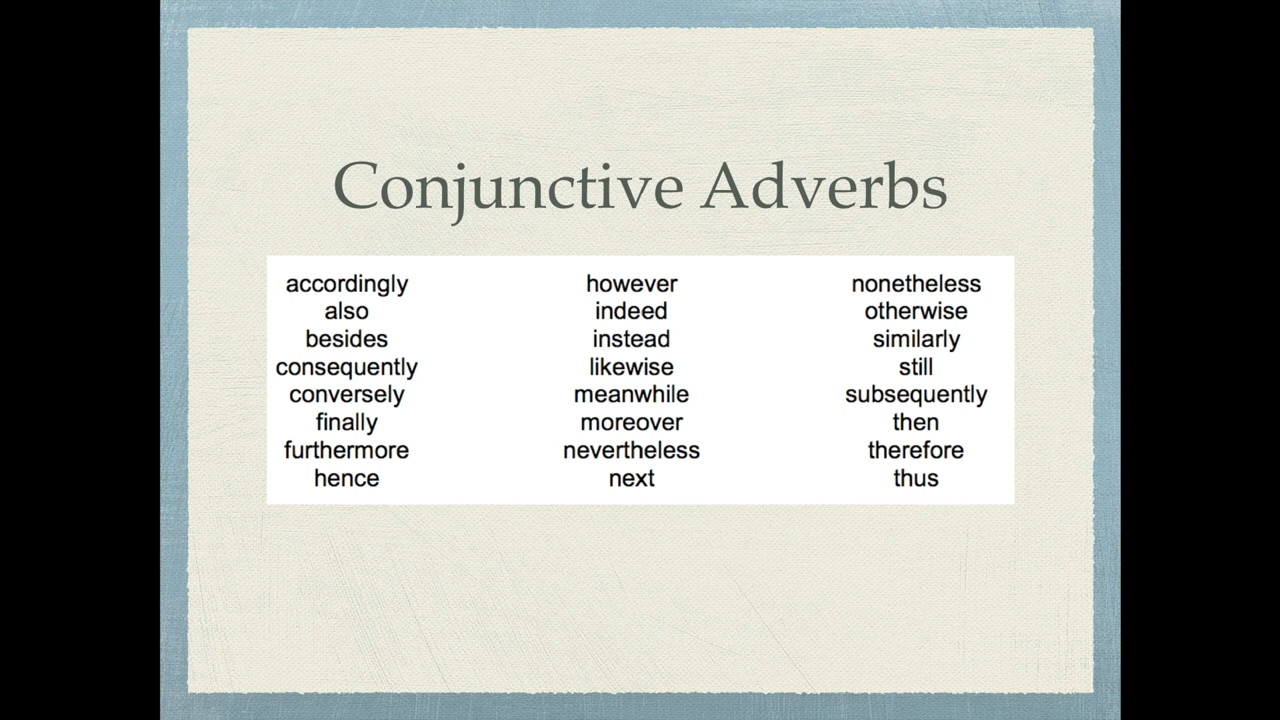 Conjunctive Adverbs
accordingly however nonetheless
also indeed otherwise
besides instead similarly
consequently likewise still
conversely meanwhile subsequently
finally moreover then
furthermore nevertheless therefore
hence next thus